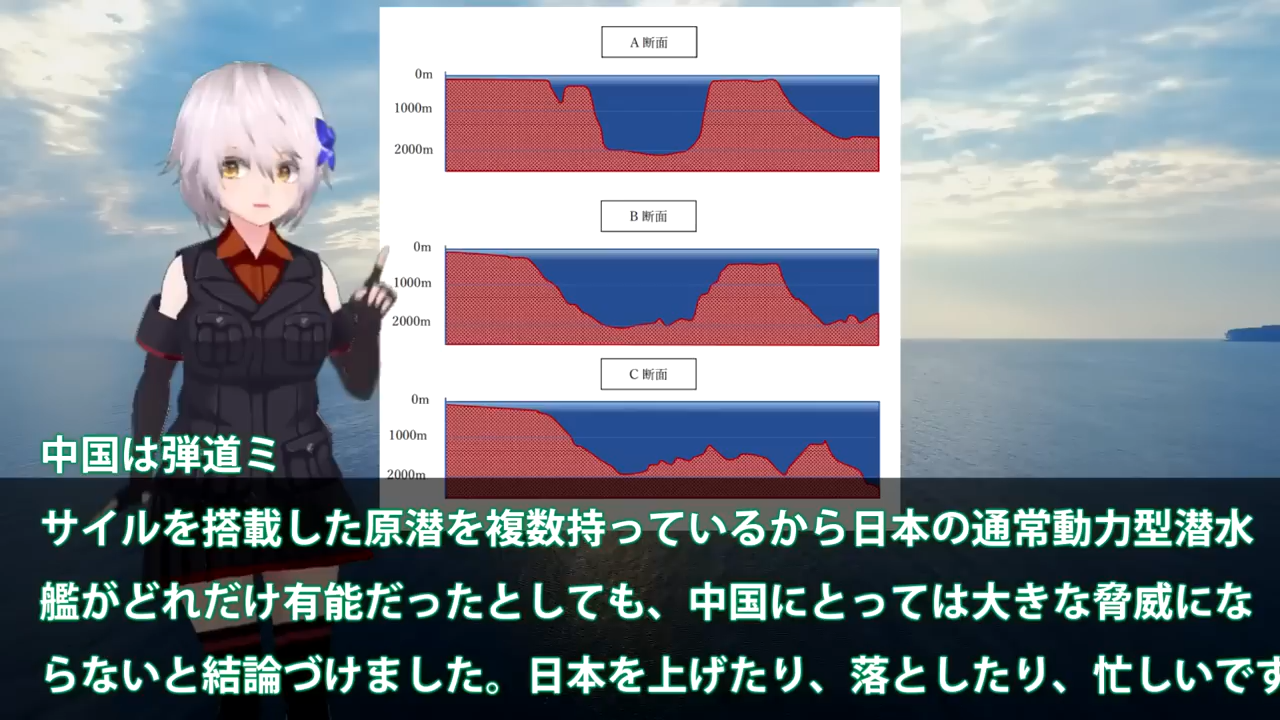 A 断面
0m
1000m
2000m
B 断面
0m
1000m
2000m
C 断面
0m
1000m
2000m
中国は弾道ミ
サイルを搭載した原潜を複数持っているから日本の通常動力型潜水
艦がどれだけ有能だったとしても、中国にとっては大きな脅威にな
らないと結論づけました。日本を上げたり、落としたり、忙しいです